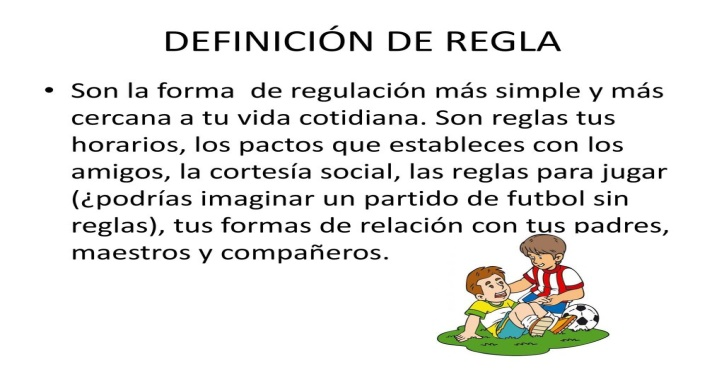 DEFINICIÓN DE REGLA
• Son la forma  de regulación más simple y más
cercana a tu vida cotidiana. Son reglas tus
horarios, los pactos que estableces con los
amigos, la cortesía social, las reglas para jugar
(¿podrías imaginar un partido de futbol sin
reglas), tus formas de relación con tus padres,
maestros y compañeros.